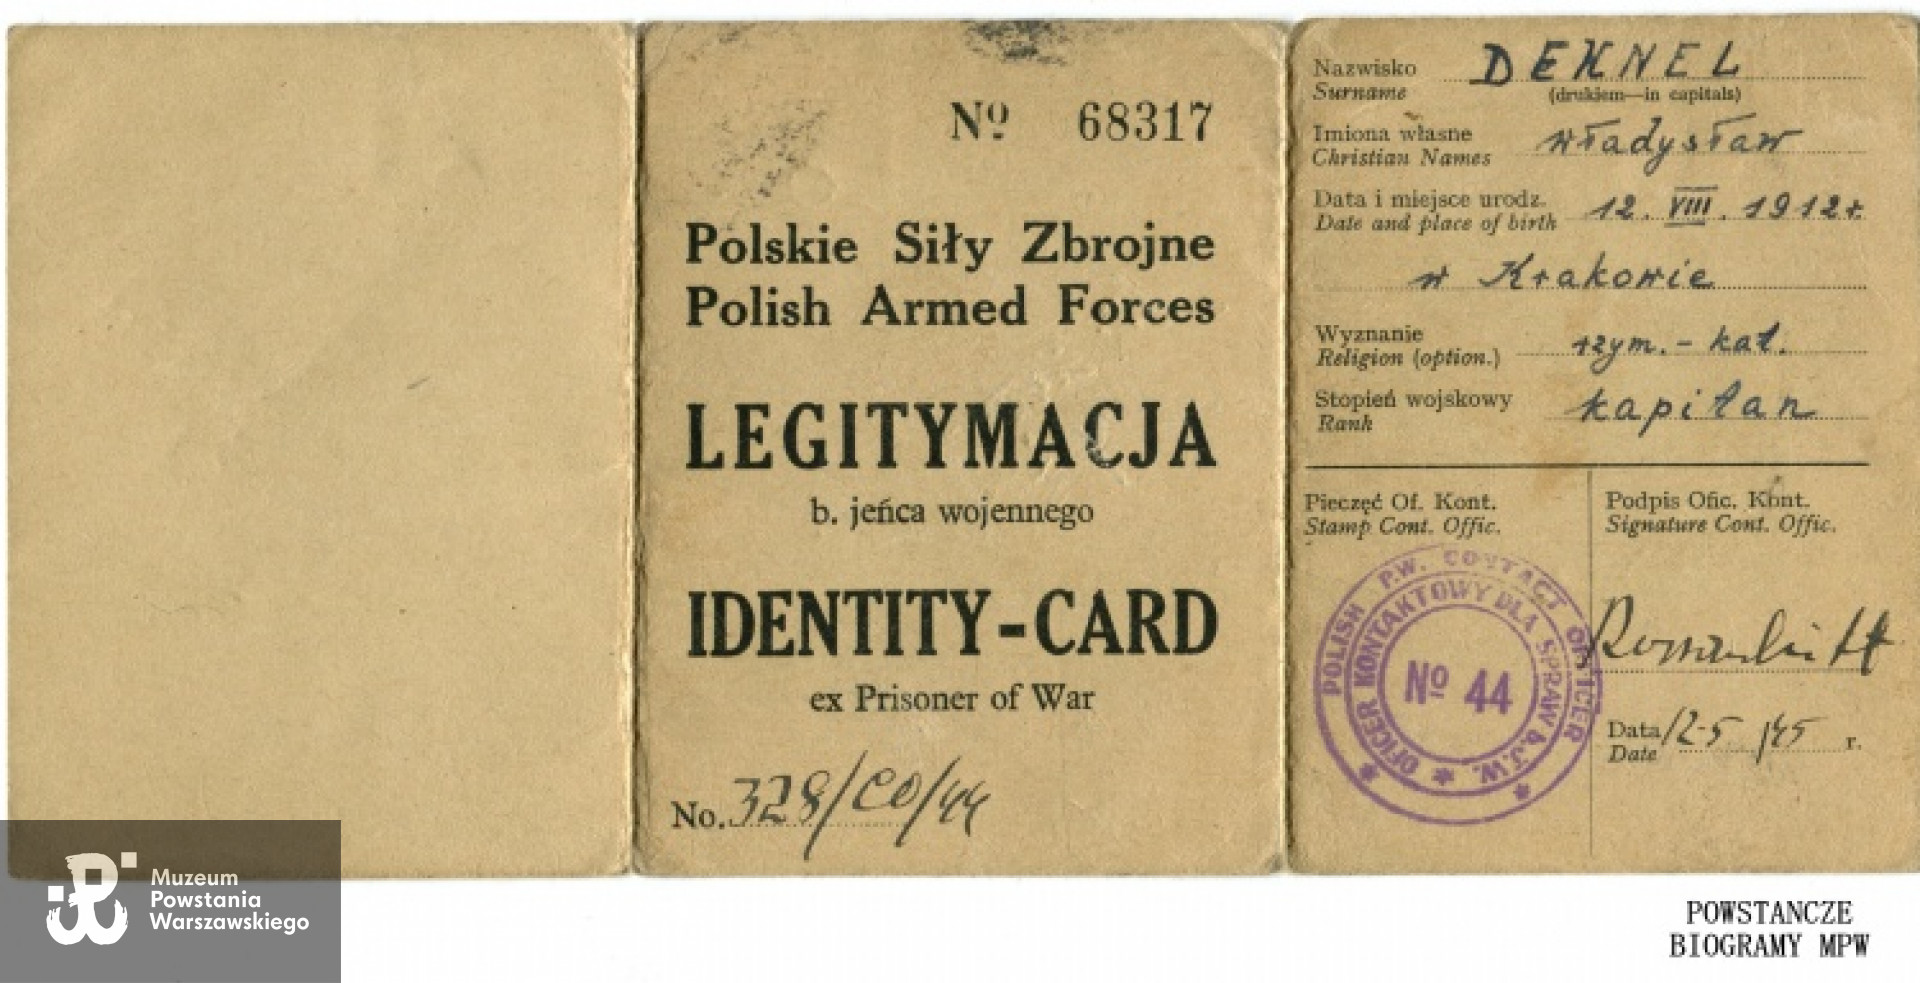 Nº 68317
Polskie Siły Zbrojne
Polish Armed Forces
LEGITYMACJA
b. jeńca wojennego
IDENTITY-CARD
ex Prisoner of War
No. 328/CO/44
Nazwisko DEHNEL
Surname (drukiem—in capitals)
Imiona własne Władysław
Christian Names
Data i miejsce urodz. 12. VIII. 1912 r.
Date and place of birth
w Krakowie
Wyznanie rzym.-kat.
Religion (option.)
Stopień wojskowy kapitan
Rank
Pieczęć Of. Kont.
Stamp Cont. Offic.
POLISH P.W. CONTACT OFFICER
OFICER KONTAKTOWY DLA SPRAW b.J.W.
Nº 44
Podpis Ofic. Kont.
Signature Cont. Offic.
Data 12-5 45 r.
Date
Muzeum
Powstania
Warszawskiego
POWSTAŃCZE
BIOGRAMY MPW